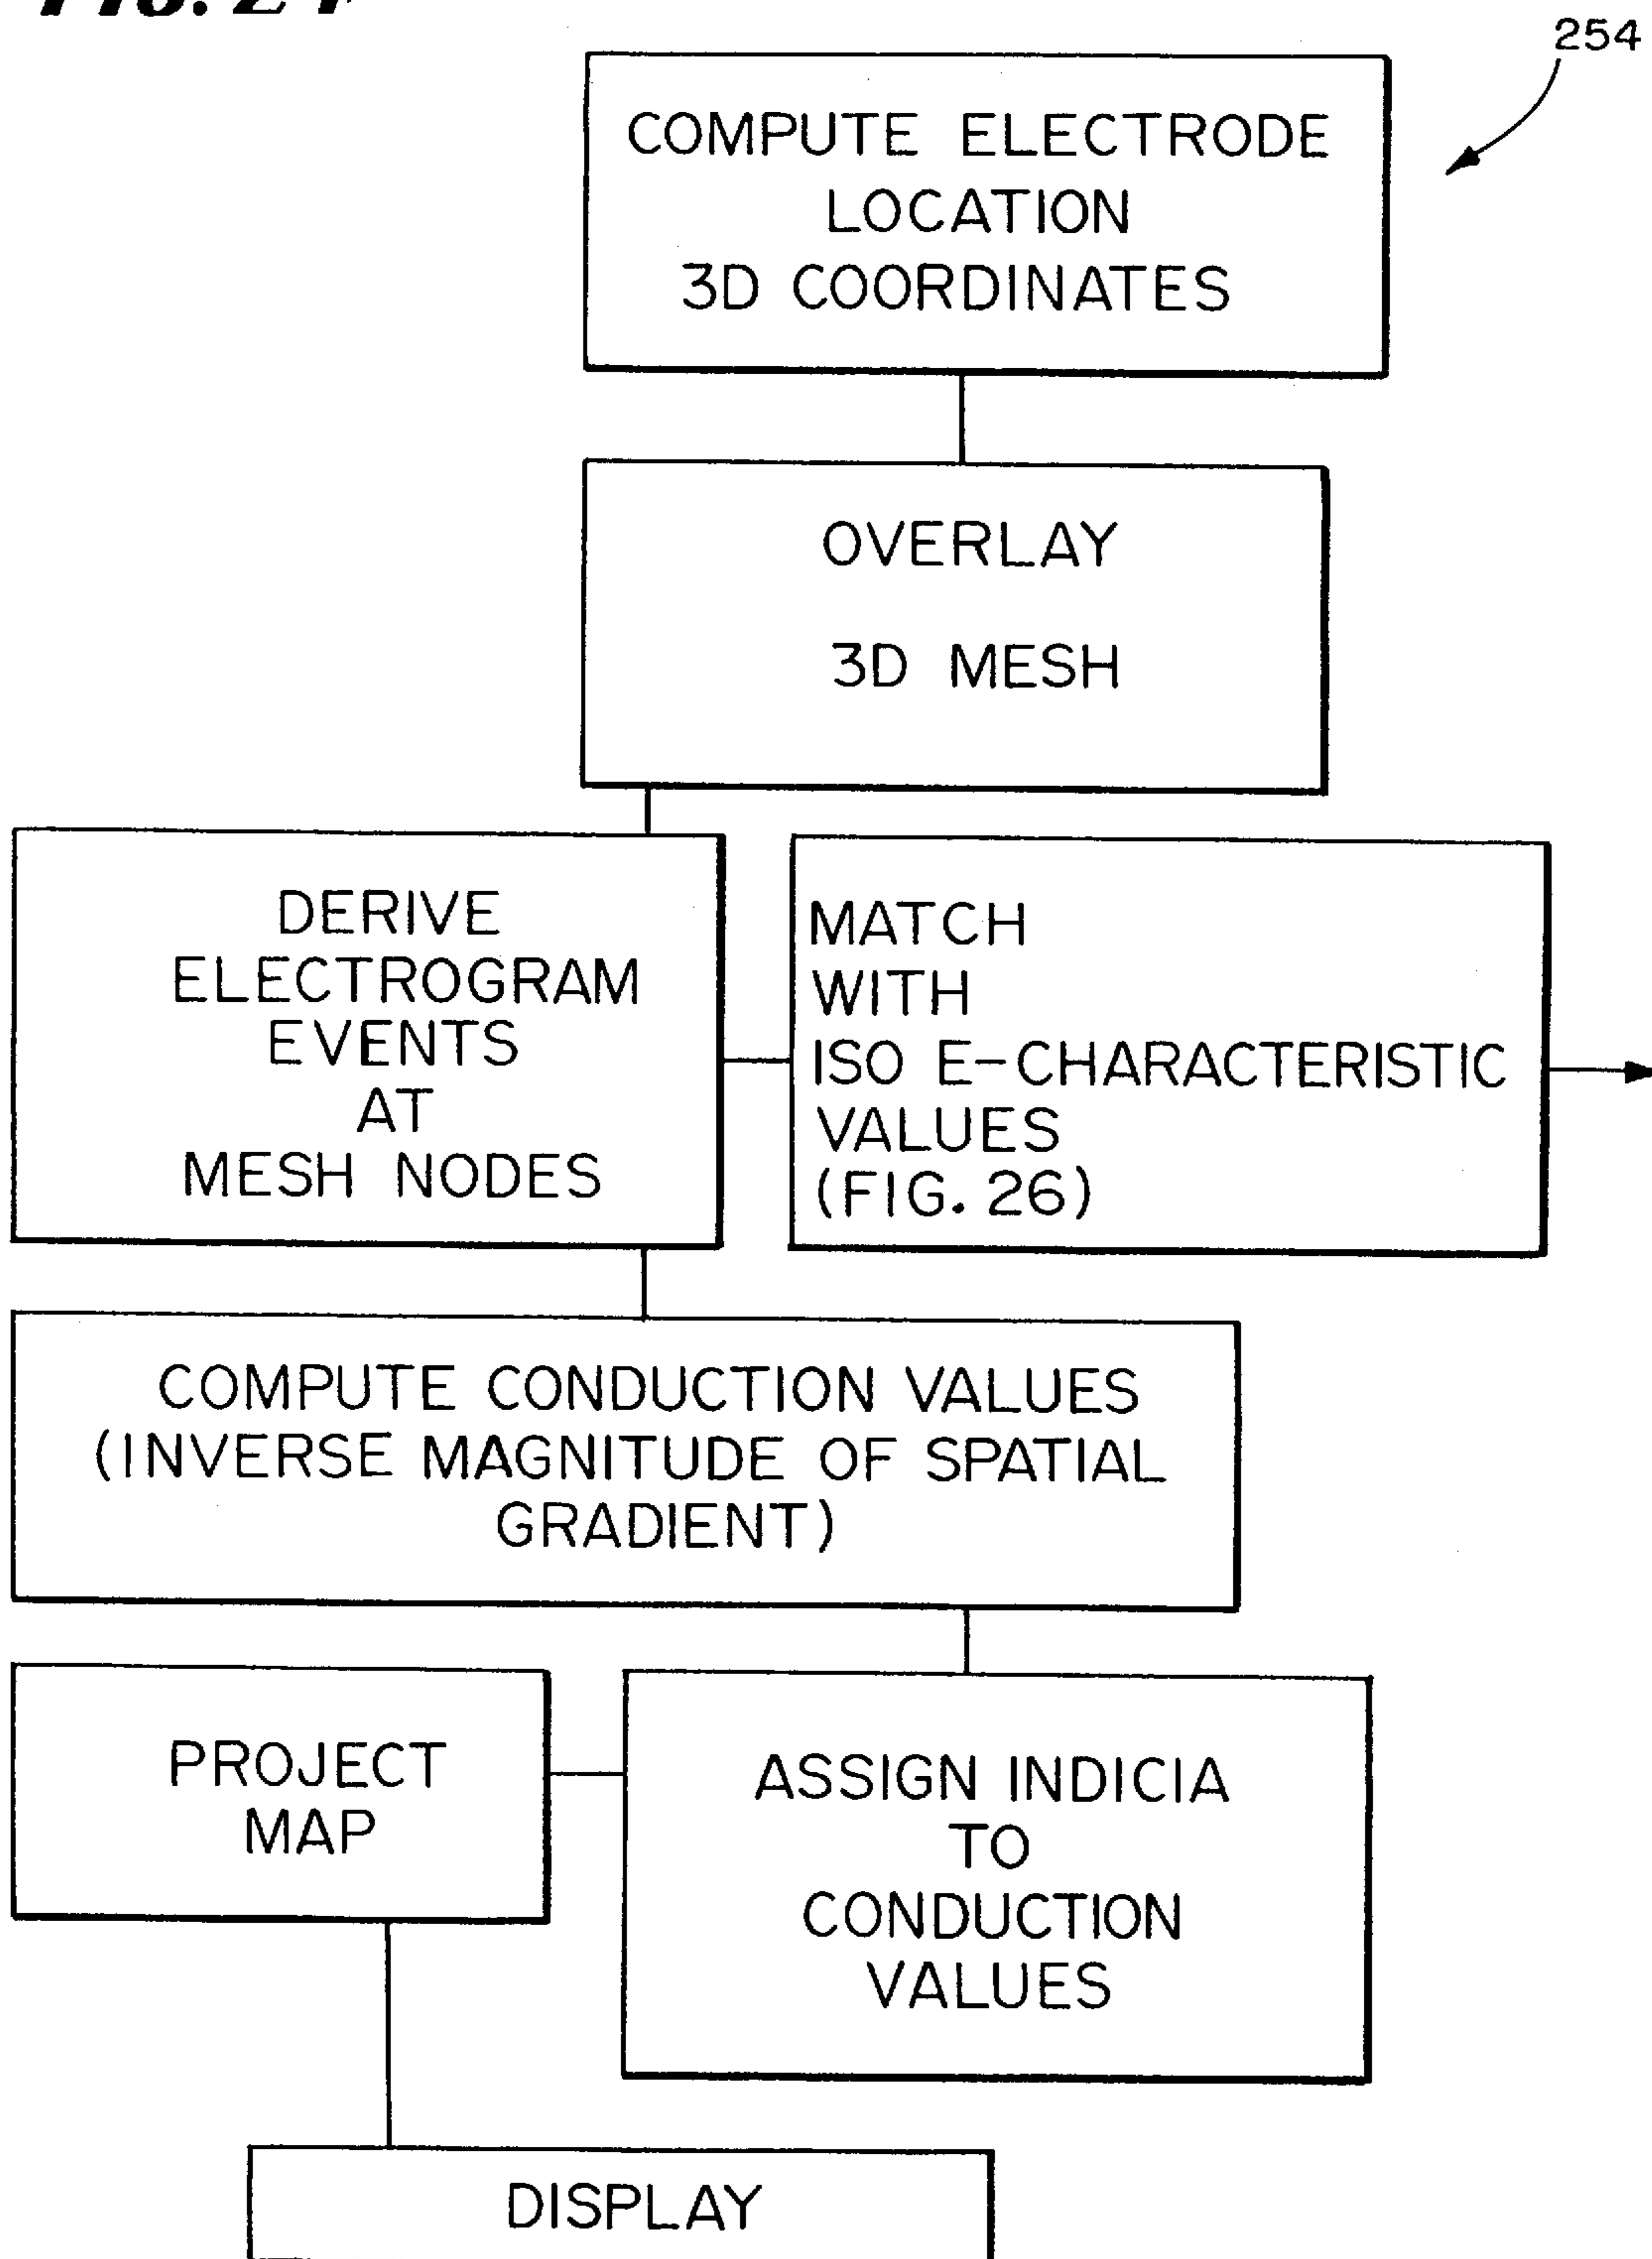 254
COMPUTE ELECTRODE
LOCATION
3D COORDINATES
OVERLAY
3D MESH
DERIVE
ELECTROGRAM
EVENTS
AT
MESH NODES
MATCH
WITH
ISO E-CHARACTERISTIC
VALUES
(FIG. 26)
COMPUTE CONDUCTION VALUES
(INVERSE MAGNITUDE OF SPATIAL
GRADIENT)
PROJECT
MAP
ASSIGN INDICIA
TO
CONDUCTION
VALUES
DISPLAY